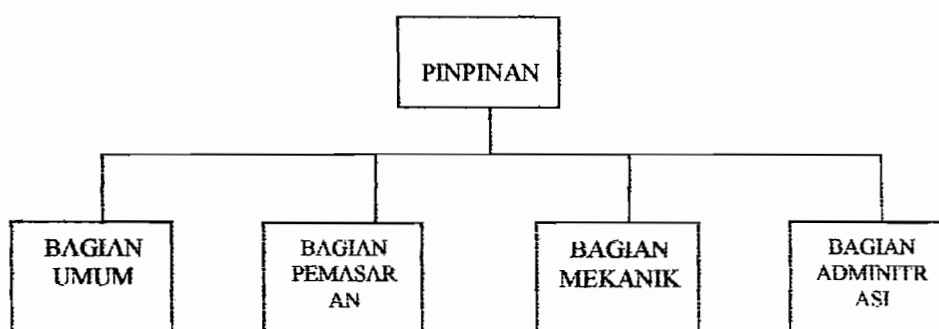 PINPINAN
BAGIAN
UMUM
BAGIAN
PEMASAR
AN
BAGIAN
MEKANIK
BAGIAN
ADMINITR
ASI